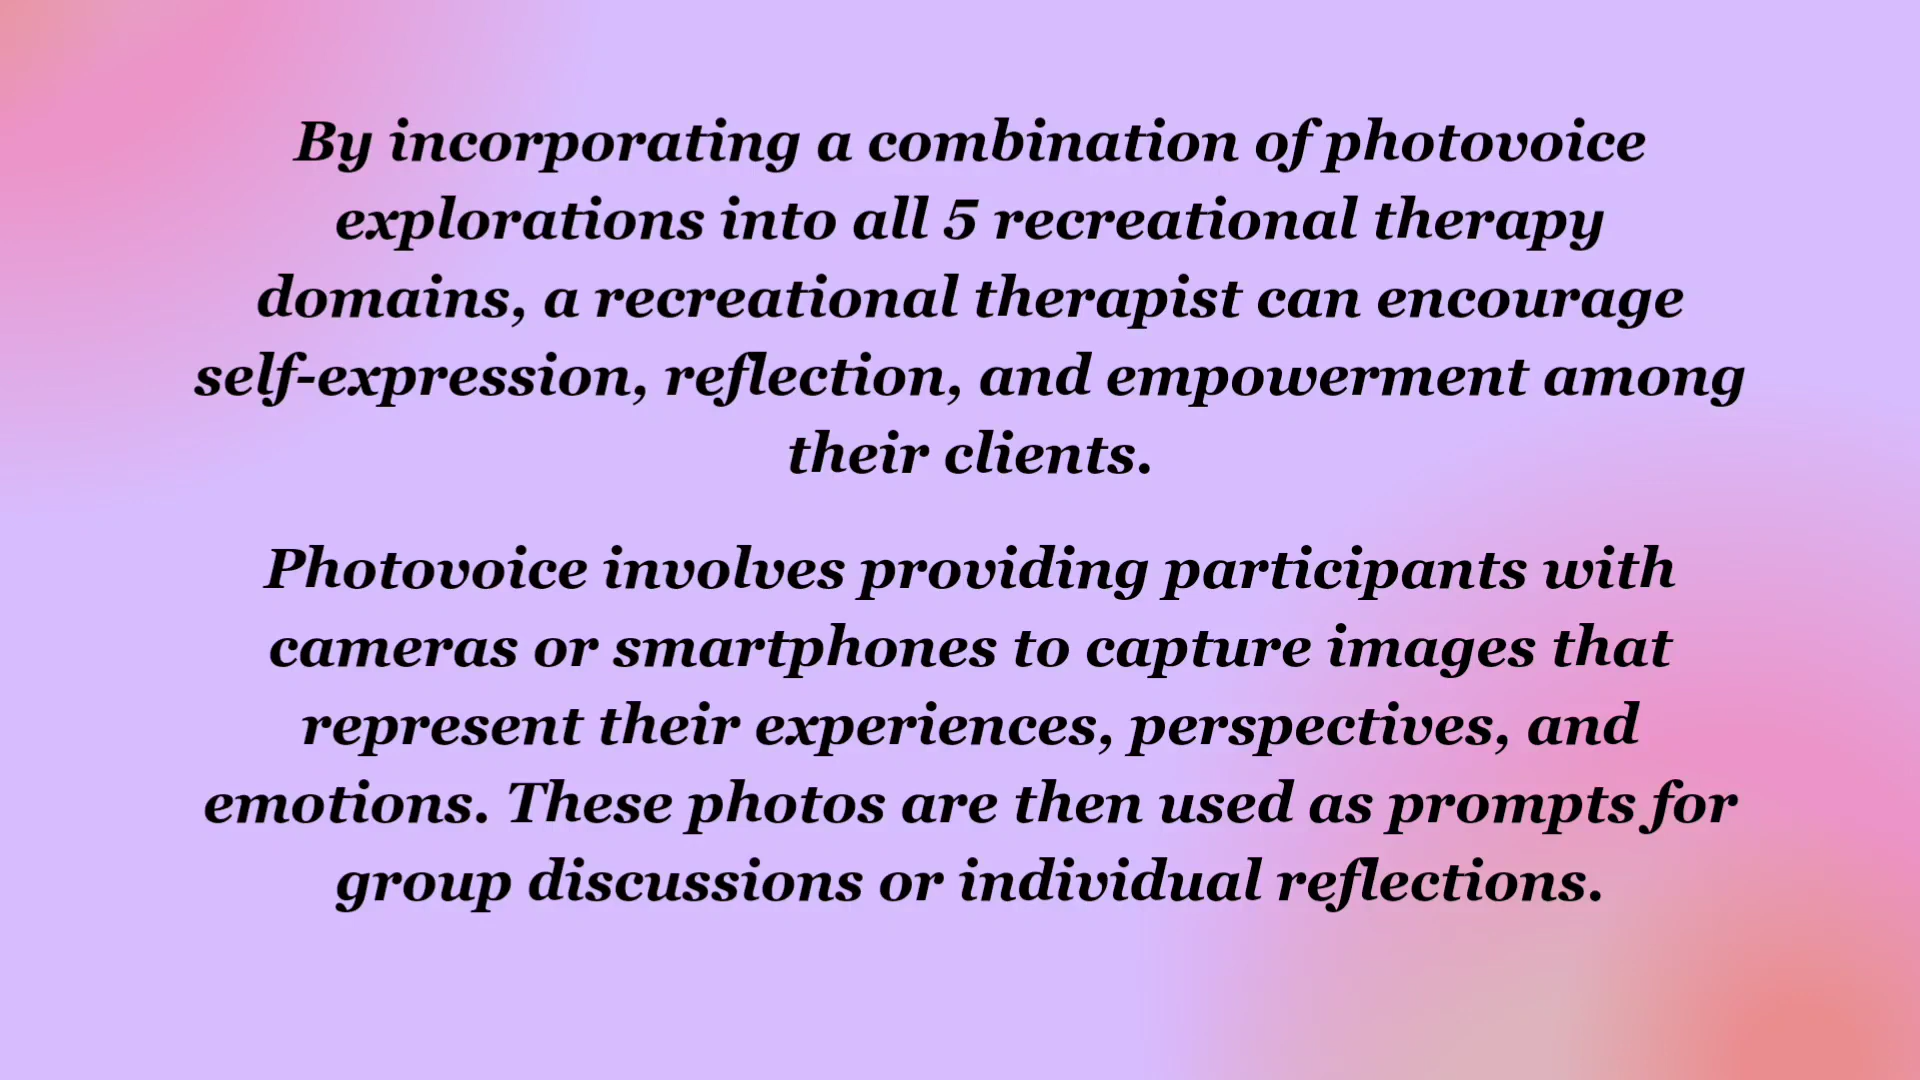 By incorporating a combination of photovoice
explorations into all 5 recreational therapy
domains, a recreational therapist can encourage
self-expression, reflection, and empowerment among
their clients.
Photovoice involves providing participants with
cameras or smartphones to capture images that
represent their experiences, perspectives, and
emotions. These photos are then used as prompts for
group discussions or individual reflections.